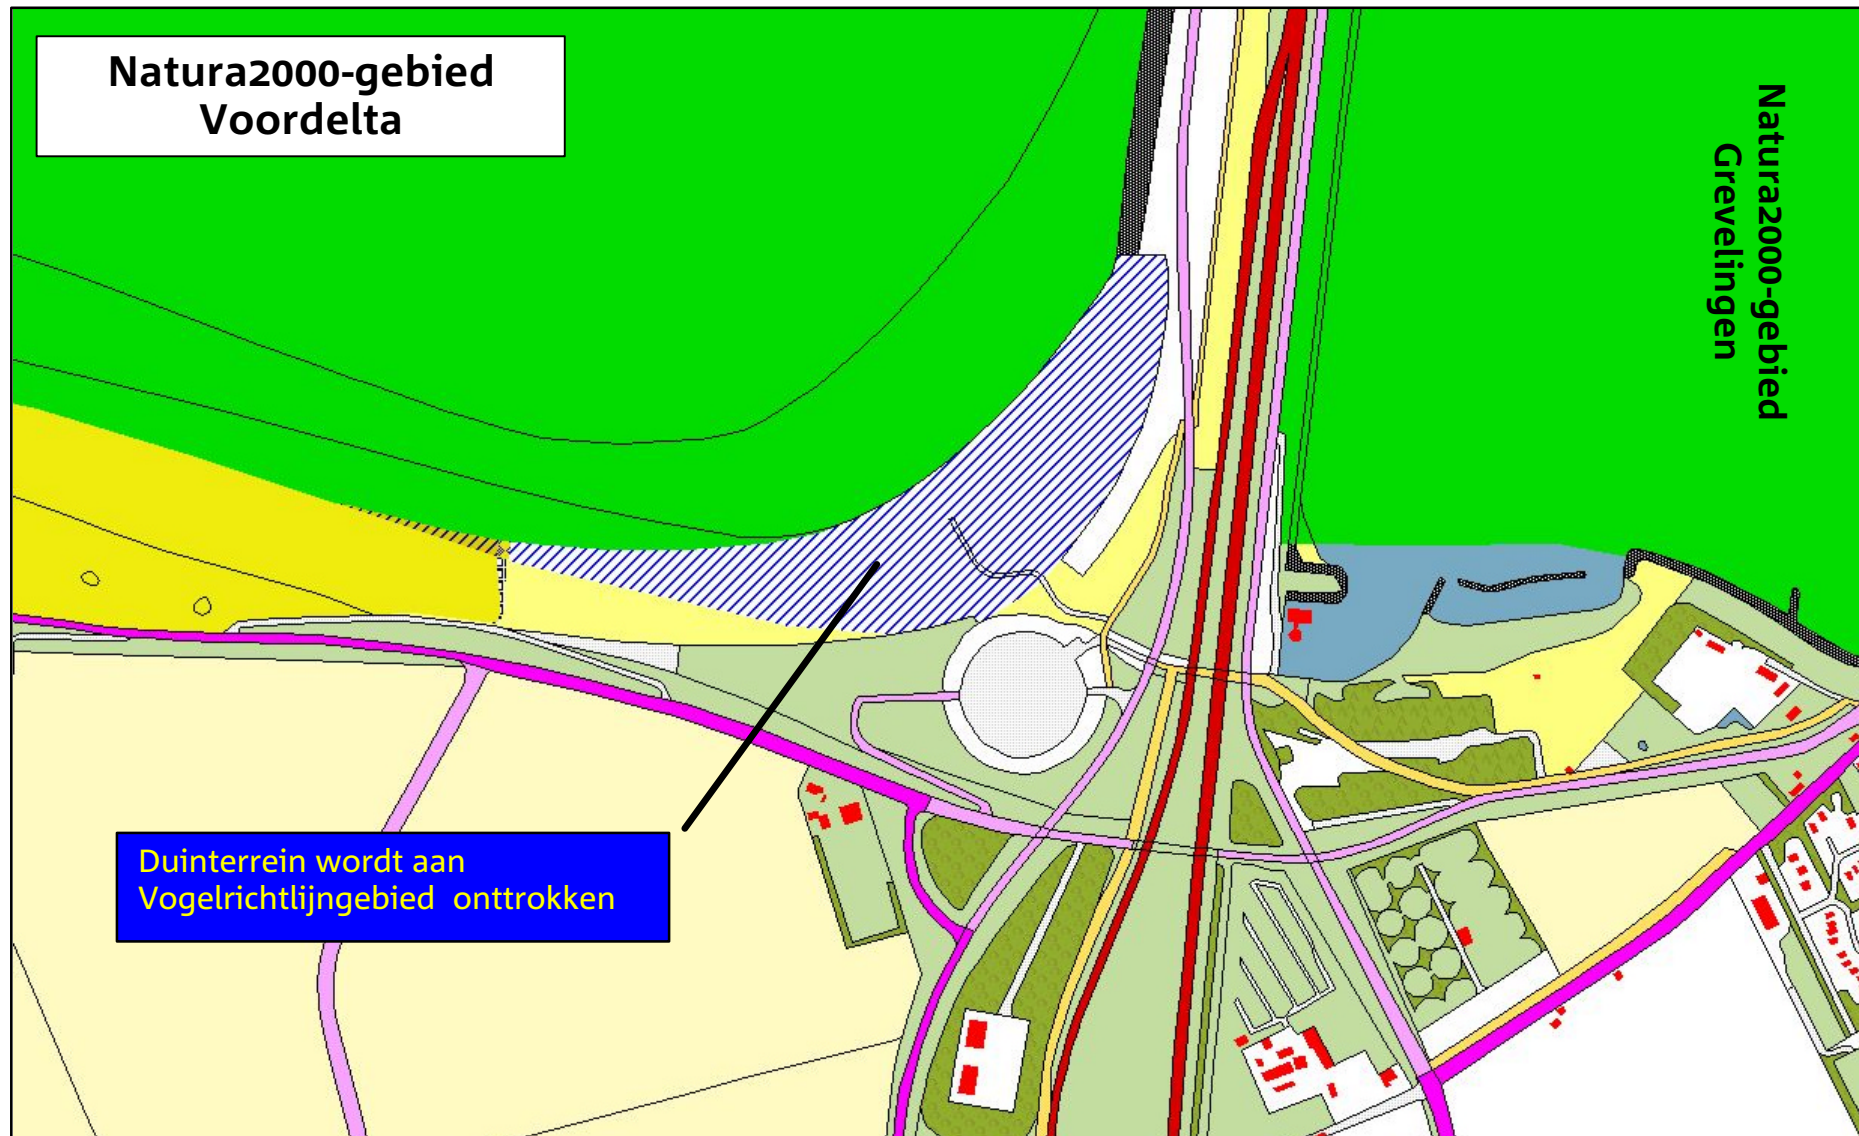 Natura2000-gebied
Voordelta
Natura2000-gebied
Grevelingen
Duinterrein wordt aan
Vogelrichtlijngebied onttrokken